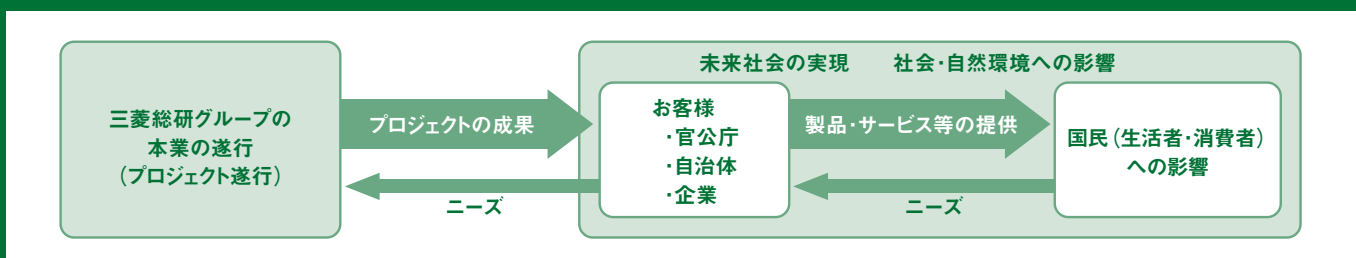 未来社会の実現　社会・自然環境への影響
三菱総研グループの
本業の遂行
（プロジェクト遂行）
プロジェクトの成果
ニーズ
お客様
・官公庁
・自治体
・企業
製品・サービス等の提供
ニーズ
国民（生活者・消費者）
への影響